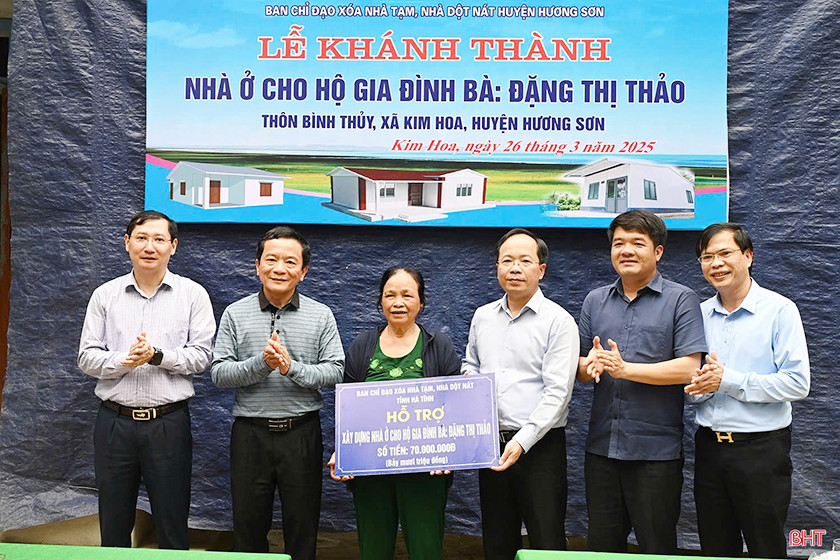 BAN CHỈ ĐẠO XÓA NHÀ TẠM, NHÀ DỘT NÁT HUYỆN HƯƠNG SƠN
LỄ KHÁNH THÀNH
NHÀ Ở CHO HỘ GIA ĐÌNH BÀ: ĐẶNG THỊ THẢO
THÔN BÌNH THỦY, XÃ KIM HOA, HUYỆN HƯƠNG SƠN
Kim Hoa, ngày 26 tháng 3 năm 2025
BAN CHỈ ĐẠO XÓA NHÀ TẠM, NHÀ DỘT NÁT
TỈNH HÀ TĨNH
HỖ TRỢ
XÂY DỰNG NHÀ Ở CHO HỘ GIA ĐÌNH BÀ: ĐẶNG THỊ THẢO
SỐ TIỀN: 70.000.000Đ
(Bảy mươi triệu đồng)
BHT